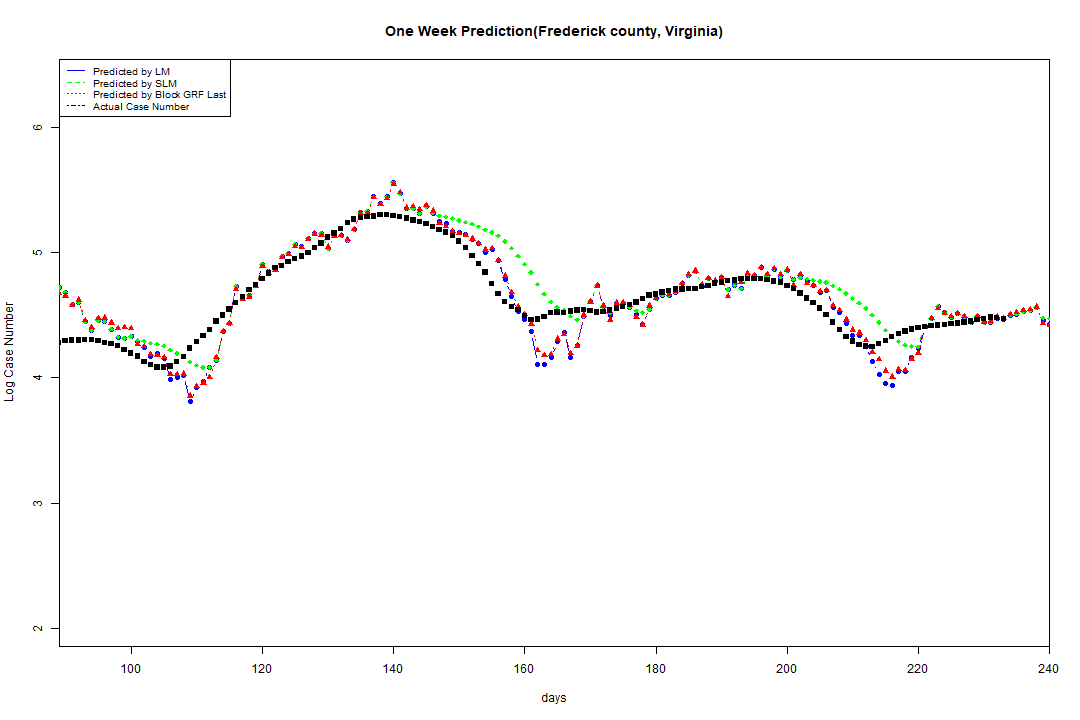 One Week Prediction(Frederick county, Virginia)
Predicted by LM
Predicted by SLM
Predicted by Block GRF Last
Actual Case Number
Log Case Number
6
5
4
3
2
100 120 140 160 180 200 220 240
days